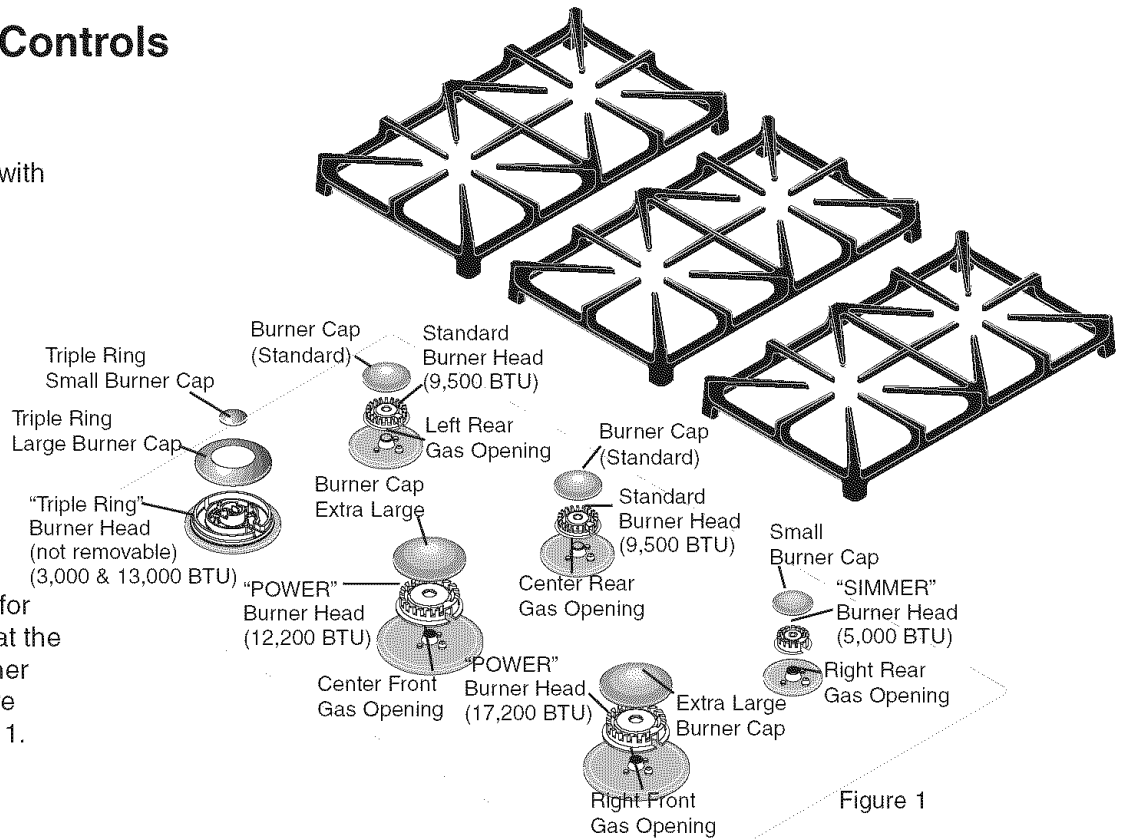 Controls
with
Burner Cap
(Standard)
Standard
Burner Head
(9,500 BTU)
Triple Ring
Small Burner Cap
Triple Ring
Large Burner Cap
Left Rear
Gas Opening
Burner Cap
(Standard)
Burner Cap
Extra Large
"Triple Ring"
Burner Head
(not removable)
(3,000 & 13,000 BTU)
Standard
Burner Head
(9,500 BTU)
Small
Burner Cap
"POWER"
Burner Head
(12,200 BTU)
Center Rear
Gas Opening
"SIMMER"
Burner Head
(5,000 BTU)
for
at the
ner
e
1.
Center Front
Gas Opening
"POWER"
Burner Head
(17,200 BTU)
Extra Large
Burner Cap
Right Rear
Gas Opening
Right Front
Gas Opening
Figure 1